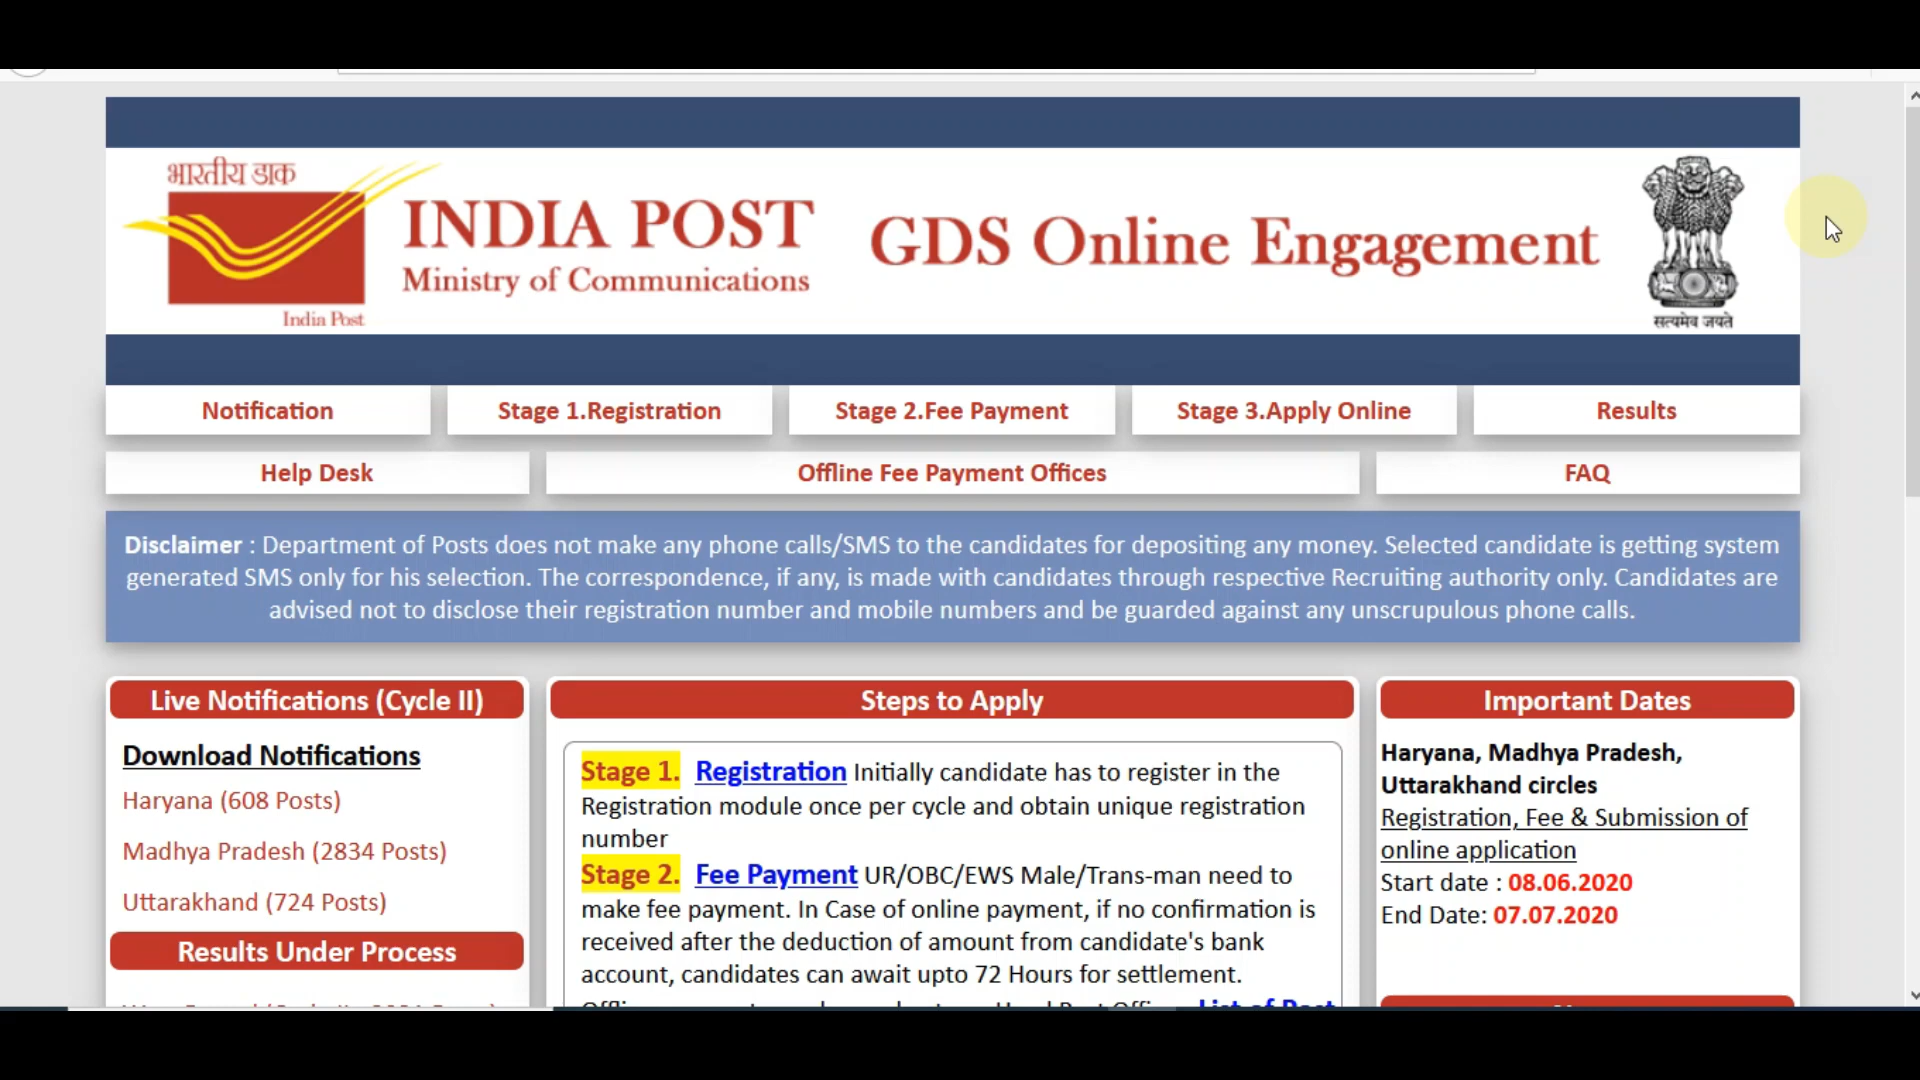 भारतीय डाक
India Post
INDIA POST
Ministry of Communications
GDS Online Engagement
सत्यमेव जयते
Notification
Stage 1.Registration
Stage 2.Fee Payment
Stage 3.Apply Online
Results
Help Desk
Offline Fee Payment Offices
FAQ
Disclaimer : Department of Posts does not make any phone calls/SMS to the candidates for depositing any money. Selected candidate is getting system
generated SMS only for his selection. The correspondence, if any, is made with candidates through respective Recruiting authority only. Candidates are
advised not to disclose their registration number and mobile numbers and be guarded against any unscrupulous phone calls.
Live Notifications (Cycle II)
Download Notifications
Haryana (608 Posts)
Madhya Pradesh (2834 Posts)
Uttarakhand (724 Posts)
Results Under Process
Steps to Apply
Stage 1. Registration Initially candidate has to register in the
Registration module once per cycle and obtain unique registration
number
Stage 2. Fee Payment UR/OBC/EWS Male/Trans-man need to
make fee payment. In Case of online payment, if no confirmation is
received after the deduction of amount from candidate's bank
account, candidates can await upto 72 Hours for settlement.
List of Post
Important Dates
Haryana, Madhya Pradesh,
Uttarakhand circles
Registration, Fee & Submission of
online application
Start date : 08.06.2020
End Date: 07.07.2020